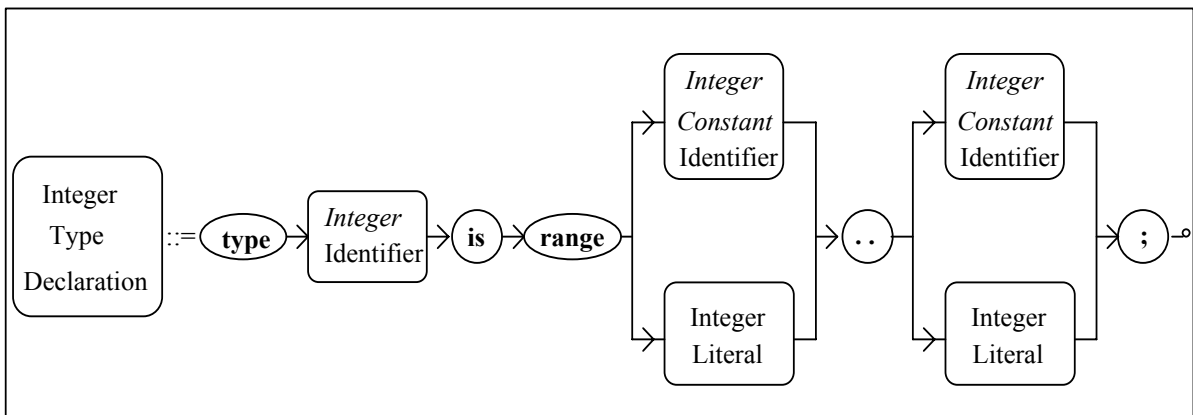 Integer
Type
Declaration
::=
type
Integer
Identifier
is
range
Integer
Constant
Identifier
Integer
Literal
. .
Integer
Constant
Identifier
Integer
Literal
;